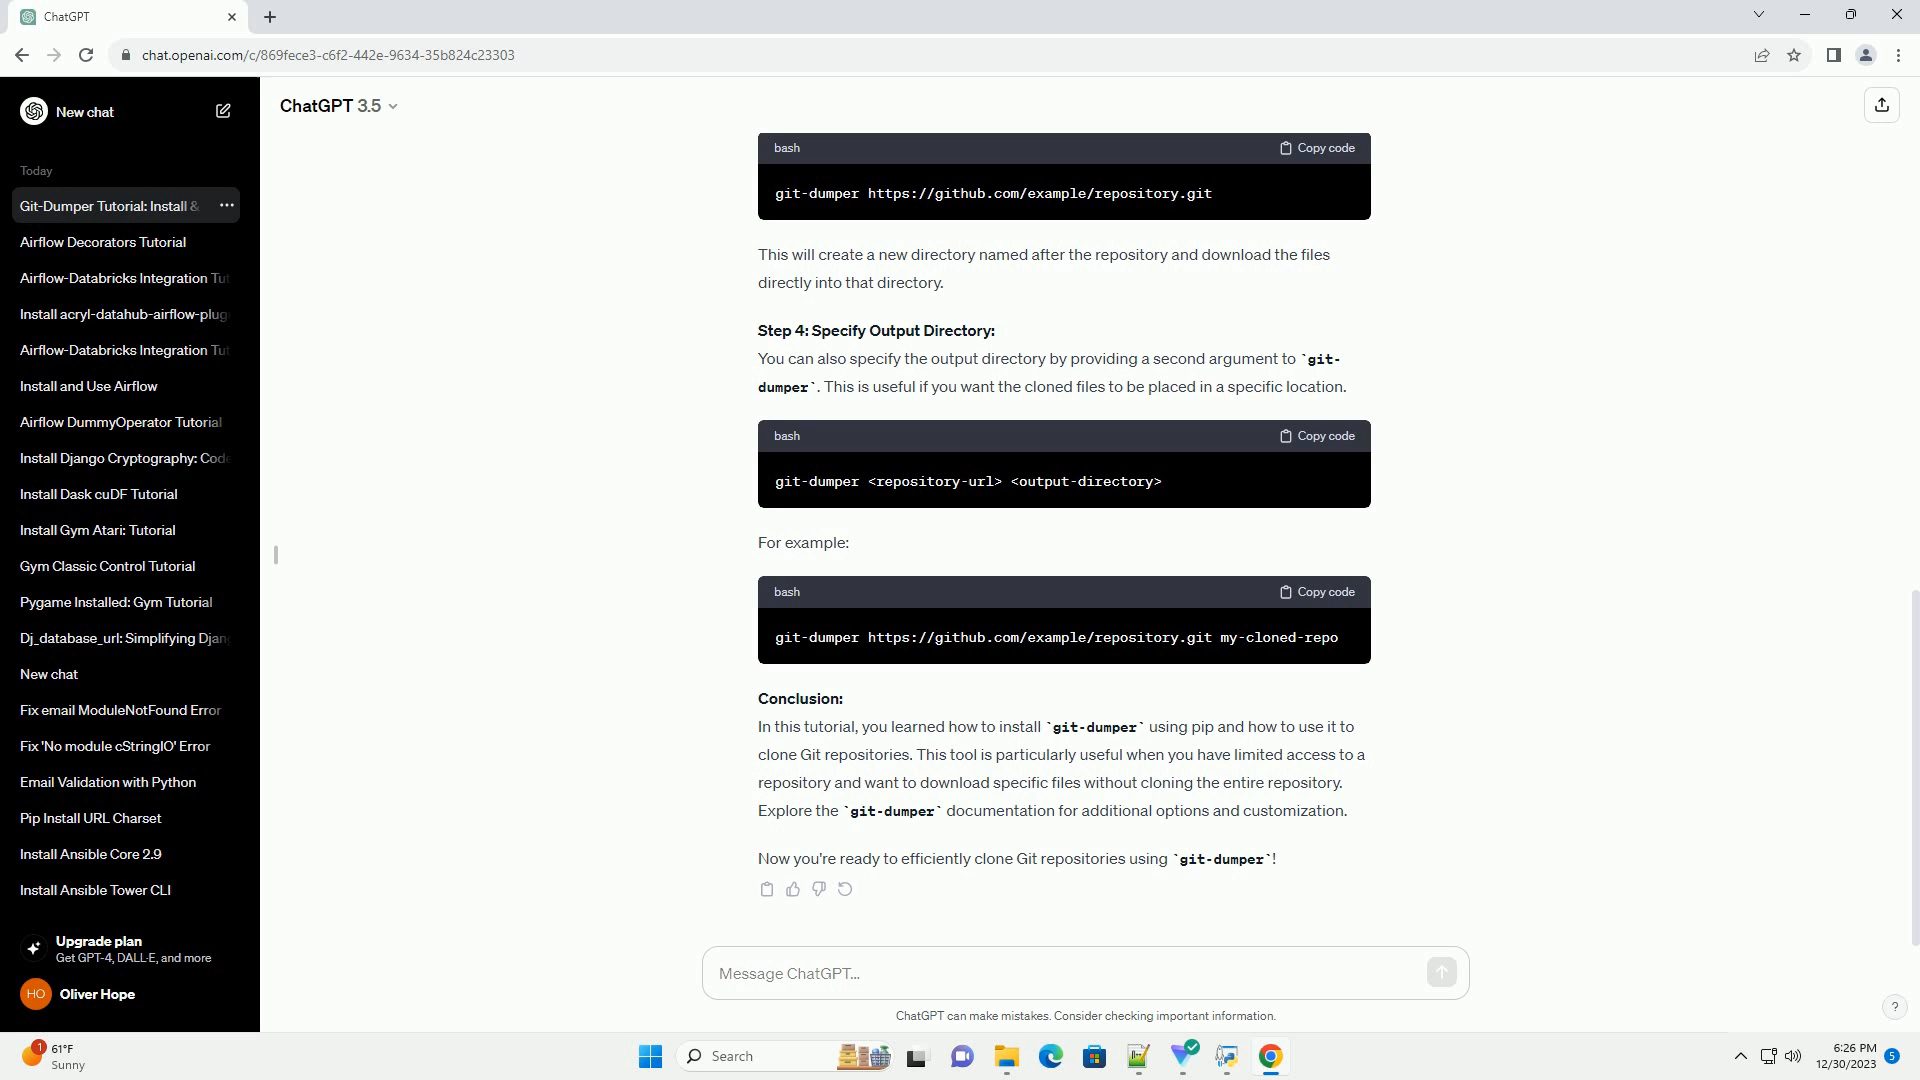 ChatGPT
chat.openai.com/c/869fece3-c6f2-442e-9634-35b824c23303
New chat
ChatGPT 3.5
Today
Git-Dumper Tutorial: Install &
Airflow Decorators Tutorial
Airflow-Databricks Integration Tut
Install acryl-datahub-airflow-plug
Airflow-Databricks Integration Tut
Install and Use Airflow
Airflow DummyOperator Tutorial
Install Django Cryptography: Code
Install Dask cuDF Tutorial
Install Gym Atari: Tutorial
Gym Classic Control Tutorial
Pygame Installed: Gym Tutorial
Dj_database_url: Simplifying Djan
New chat
Fix email ModuleNotFound Error
Fix 'No module cStringIO' Error
Email Validation with Python
Pip Install URL Charset
Install Ansible Core 2.9
Install Ansible Tower CLI
Upgrade plan
Get GPT-4, DALL·E, and more
HO Oliver Hope
bash Copy code
git-dumper https://github.com/example/repository.git
This will create a new directory named after the repository and download the files
directly into that directory.
Step 4: Specify Output Directory:
You can also specify the output directory by providing a second argument to `git-
dumper`. This is useful if you want the cloned files to be placed in a specific location.
bash Copy code
git-dumper <repository-url> <output-directory>
For example:
bash Copy code
git-dumper https://github.com/example/repository.git my-cloned-repo
Conclusion:
In this tutorial, you learned how to install `git-dumper` using pip and how to use it to
clone Git repositories. This tool is particularly useful when you have limited access to a
repository and want to download specific files without cloning the entire repository.
Explore the `git-dumper` documentation for additional options and customization.
Now you're ready to efficiently clone Git repositories using `git-dumper`!
Message ChatGPT...
ChatGPT can make mistakes. Consider checking important information.
?
1
61°F
Sunny
Search
6:26 PM
12/30/2023
5